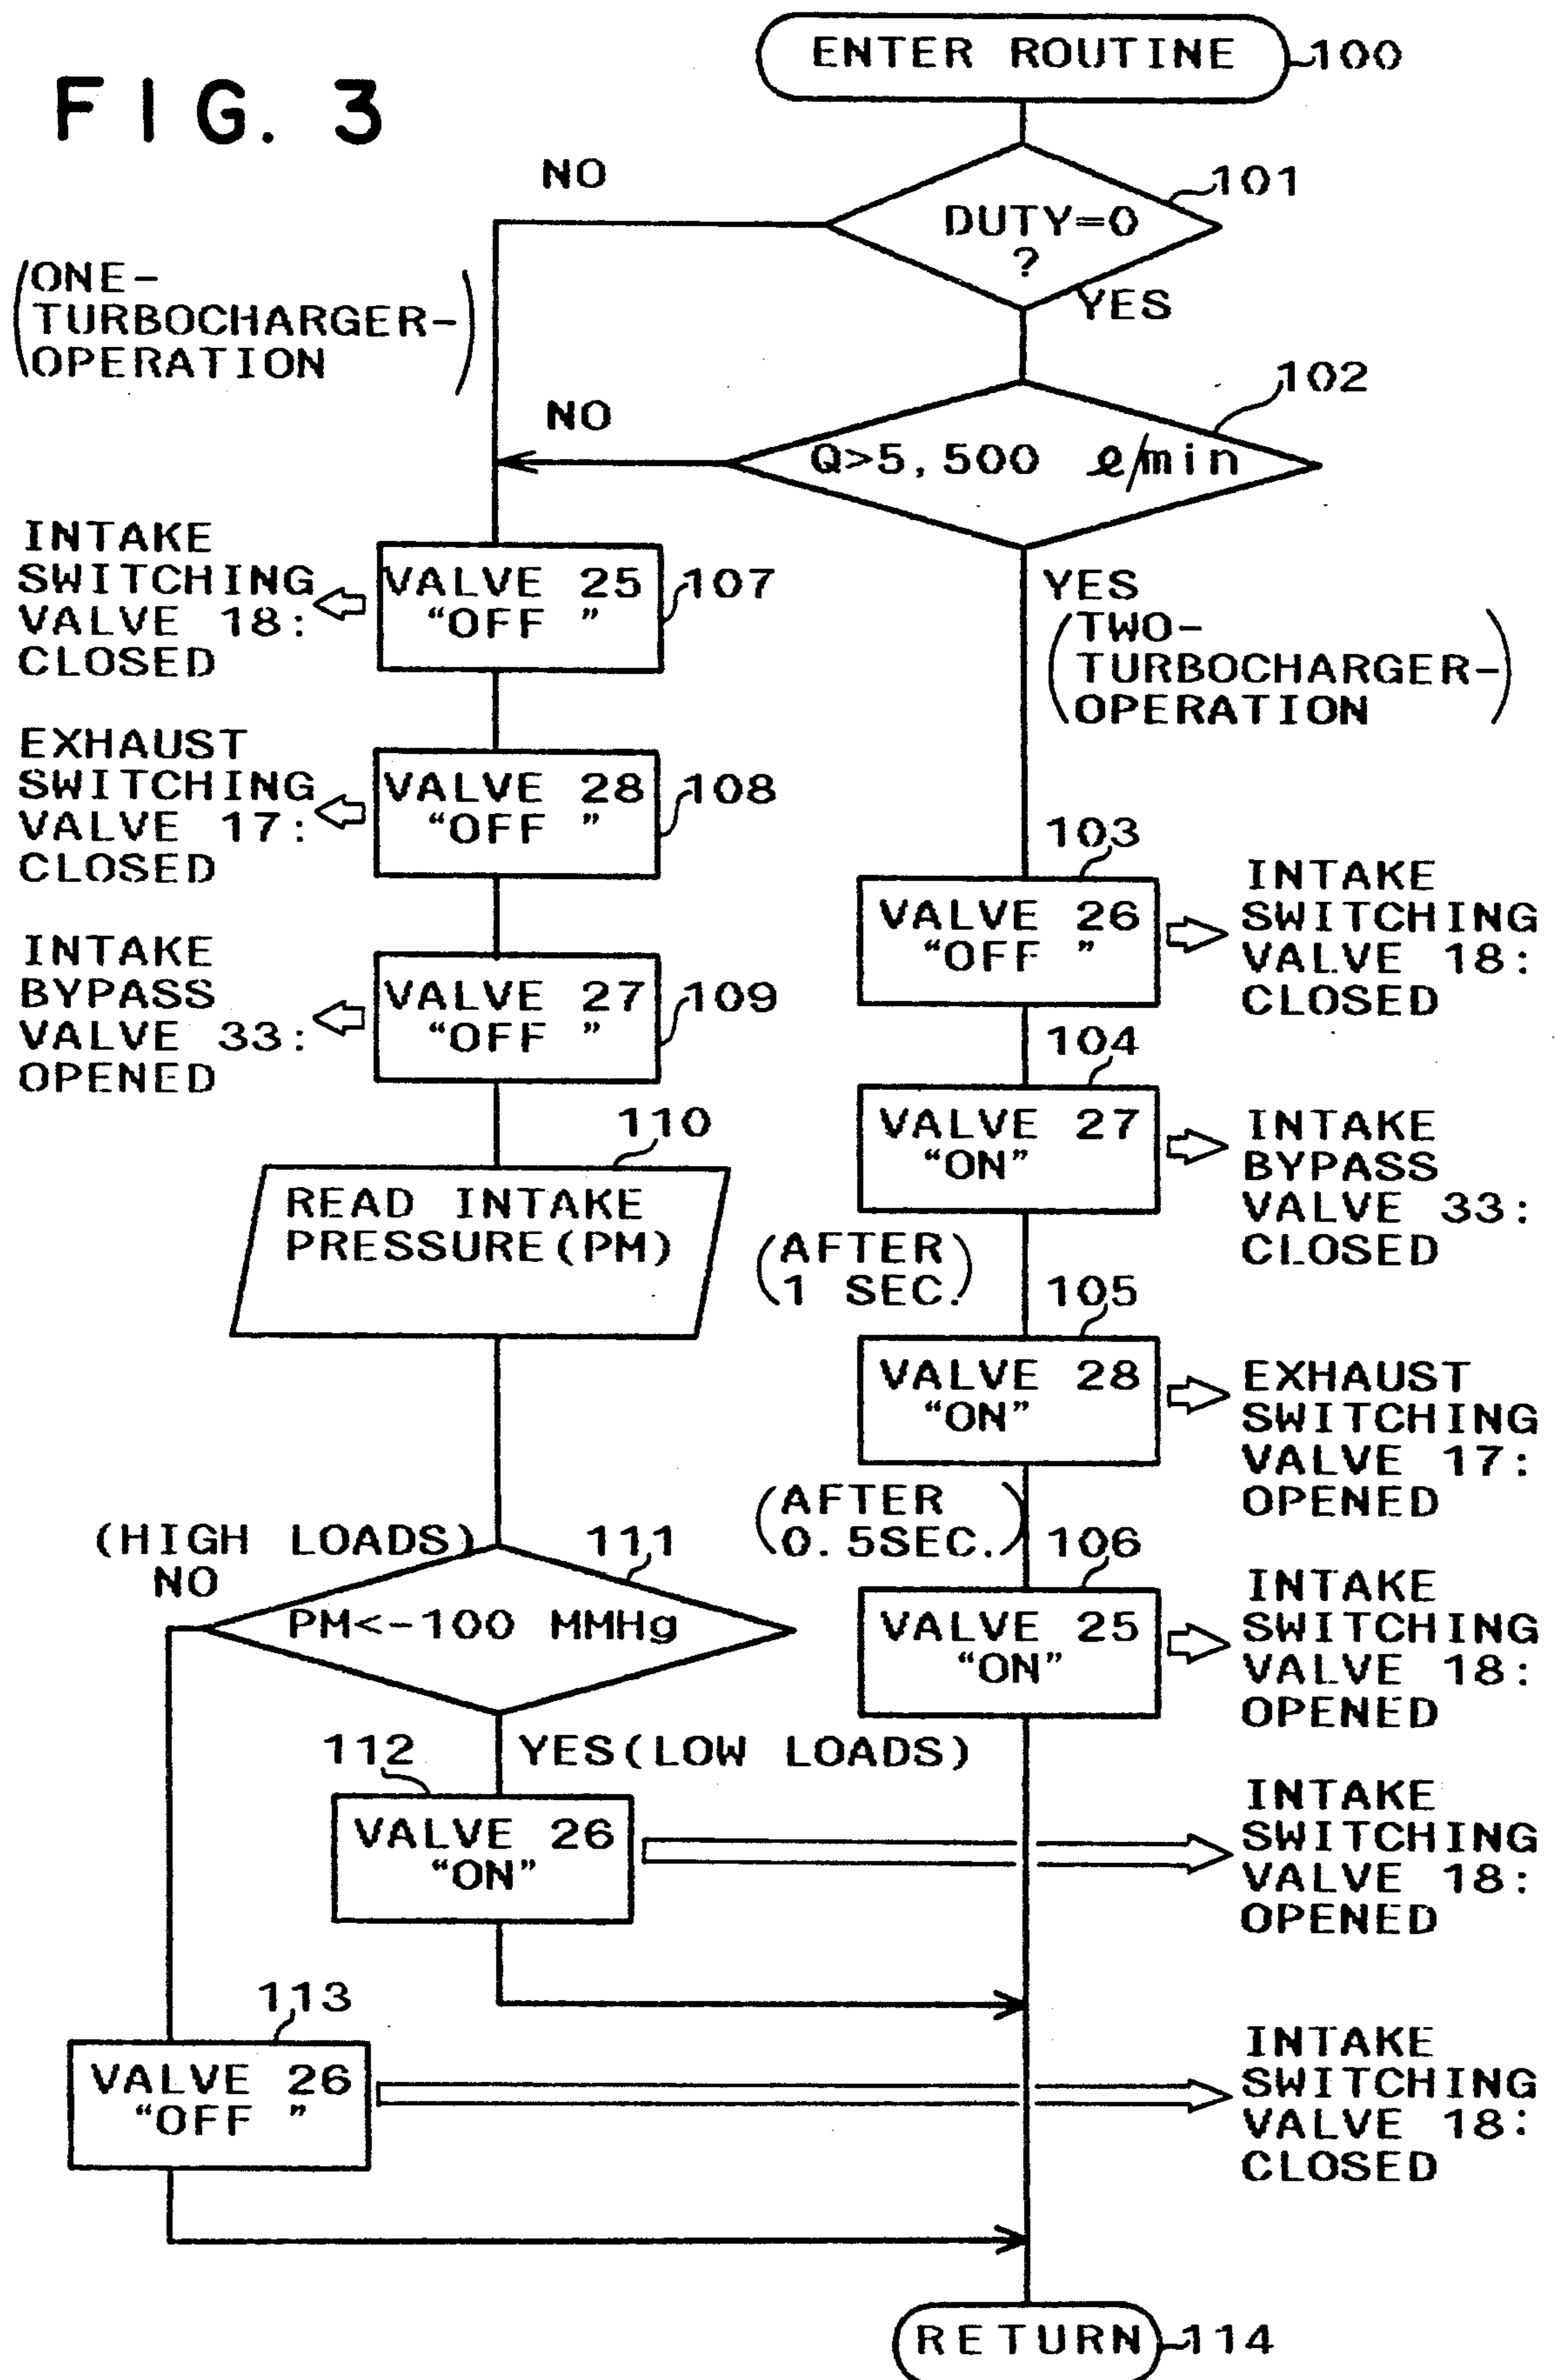 FIG. 3
ENTER ROUTINE
100
NO
DUTY=0
?
101
YES
(ONE-
TURBOCHARGER-
OPERATION)
102
NO
Q>5,500 ℓ/min
YES
(TWO-
TURBOCHARGER-
OPERATION)
INTAKE
SWITCHING
VALVE 18:
CLOSED
VALVE 25
“OFF ”
107
EXHAUST
SWITCHING
VALVE 17:
CLOSED
VALVE 28
“OFF ”
108
INTAKE
BYPASS
VALVE 33:
OPENED
VALVE 27
“OFF ”
109
103
VALVE 26
“OFF ”
INTAKE
SWITCHING
VALVE 18:
CLOSED
104
VALVE 27
“ON”
INTAKE
BYPASS
VALVE 33:
CLOSED
110
READ INTAKE
PRESSURE(PM)
(AFTER
1 SEC.)
105
VALVE 28
“ON”
EXHAUST
SWITCHING
VALVE 17:
OPENED
(AFTER
0.5SEC.)
106
VALVE 25
“ON”
INTAKE
SWITCHING
VALVE 18:
OPENED
(HIGH LOADS)
NO
111
PM<-100 MMHg
YES(LOW LOADS)
112
VALVE 26
“ON”
INTAKE
SWITCHING
VALVE 18:
OPENED
113
VALVE 26
“OFF ”
INTAKE
SWITCHING
VALVE 18:
CLOSED
RETURN
114